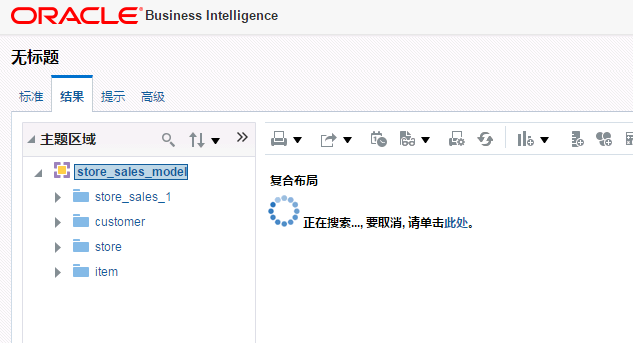 ORACLE® Business Intelligence
无标题
标准 结果 提示 高级
主题区域
store_sales_model
store_sales_1
customer
store
item
复合布局
正在搜索..., 要取消, 请单击此处。